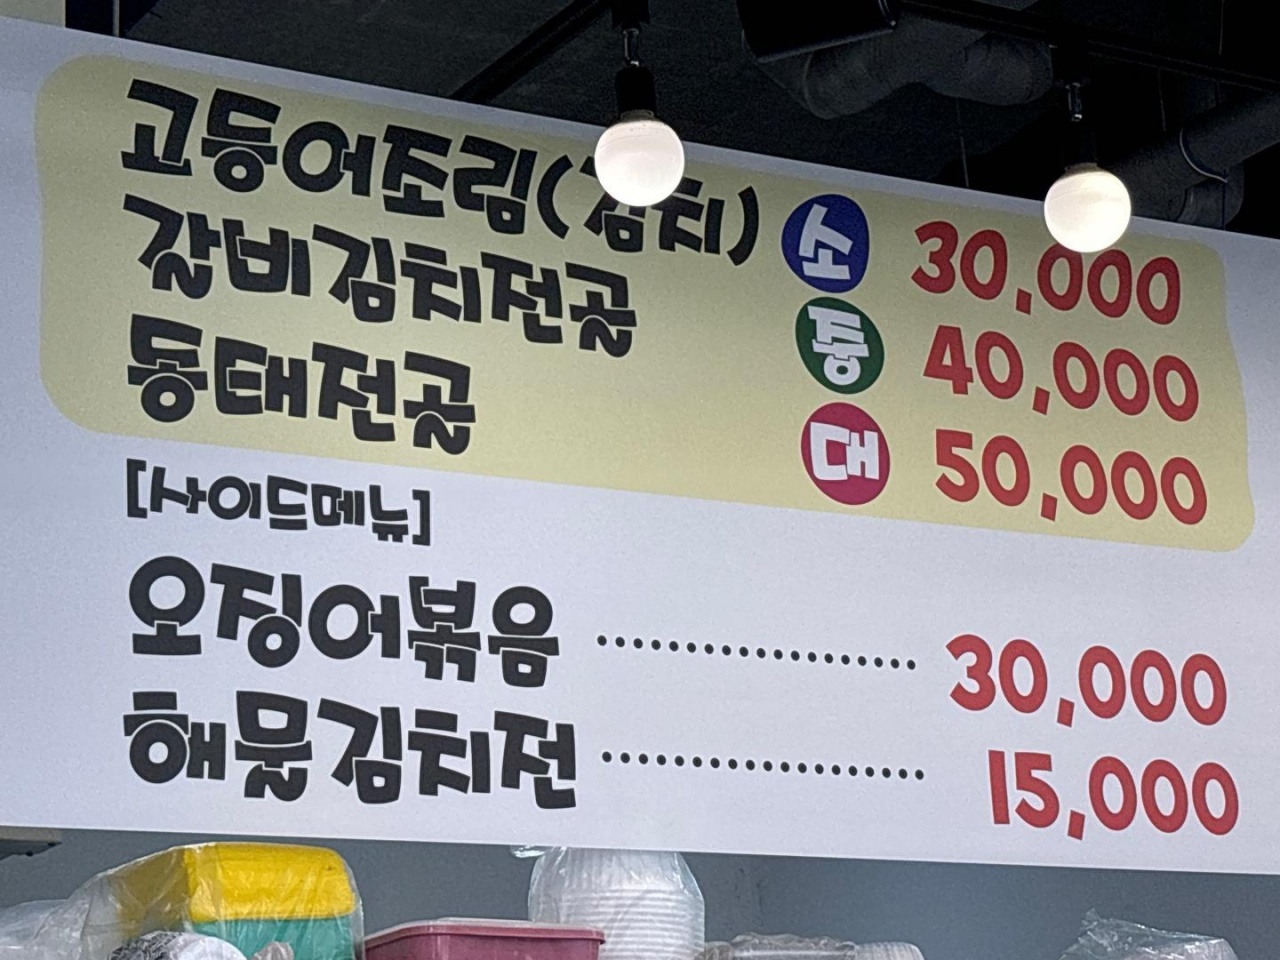 고등어조림(김치) 소 30,000
갈비김치전골 중 40,000
동태전골 대 50,000
[사이드메뉴]
오징어볶음 .................. 30,000
해물김치전 .................. 15,000